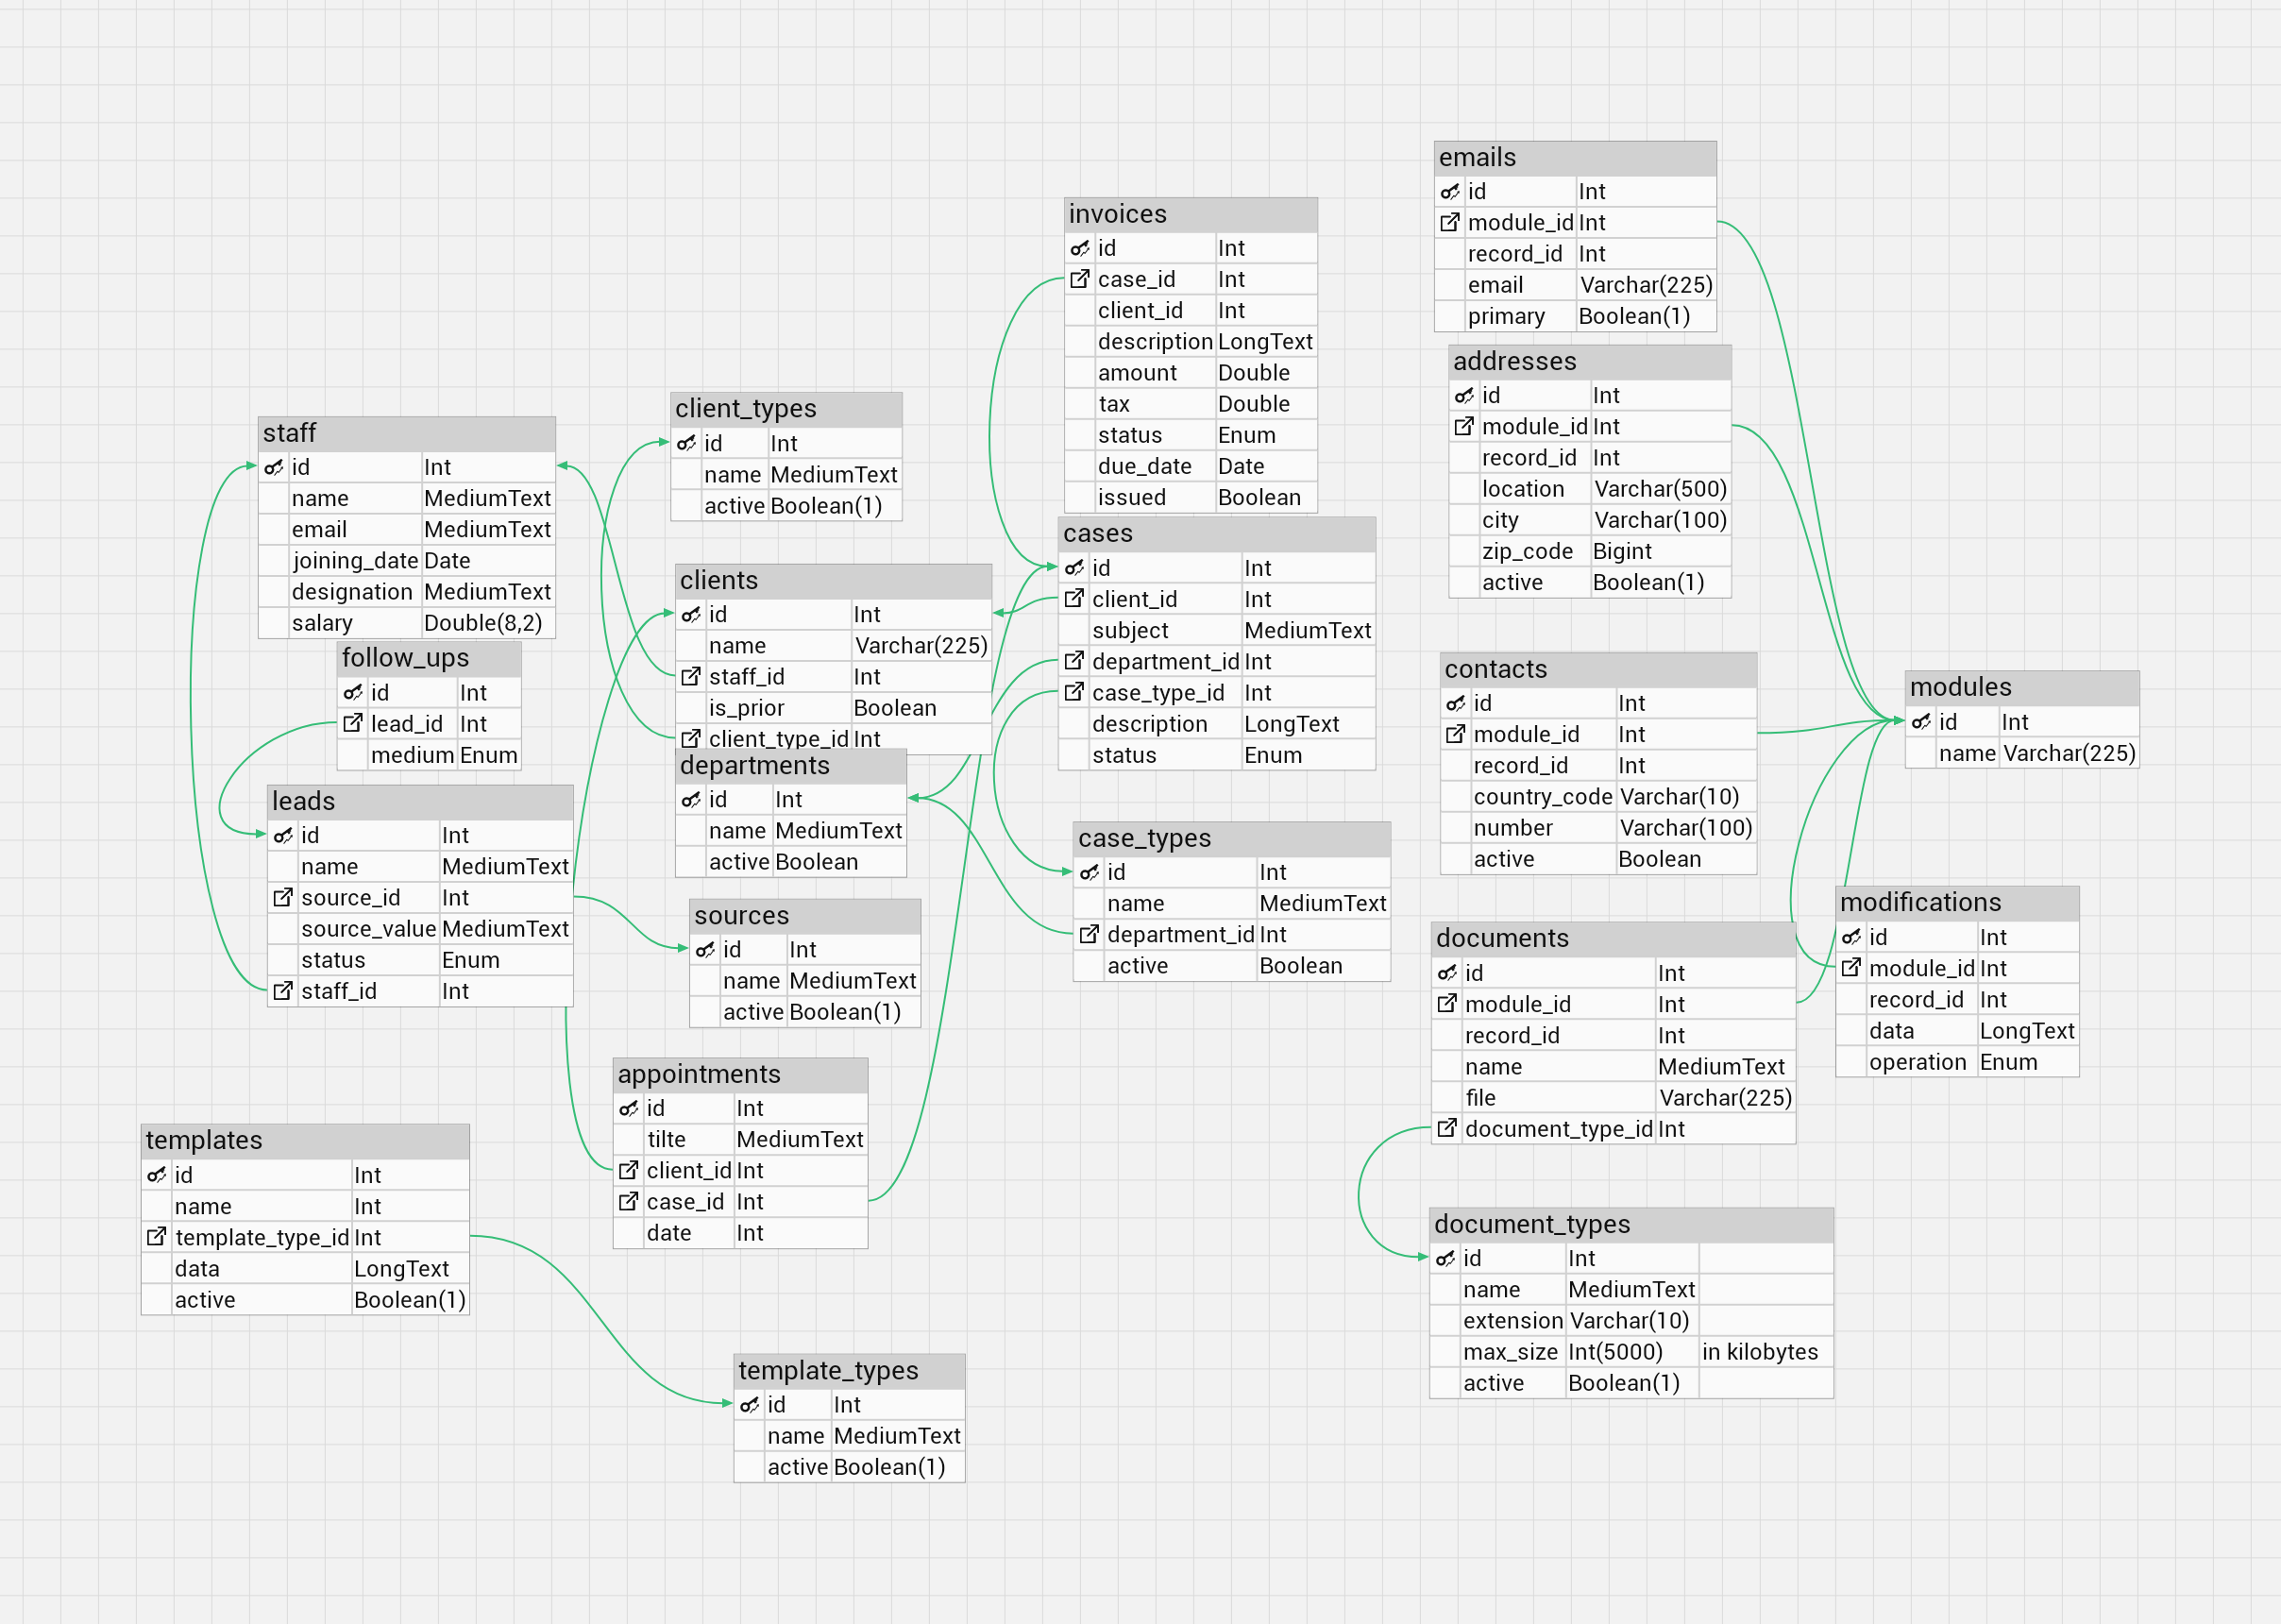 emails
id Int
module_id Int
record_id Int
email Varchar(225)
primary Boolean(1)
invoices
id Int
case_id Int
client_id Int
description LongText
amount Double
tax Double
status Enum
due_date Date
issued Boolean
addresses
id Int
module_id Int
record_id Int
location Varchar(500)
city Varchar(100)
zip_code Bigint
active Boolean(1)
client_types
id Int
name MediumText
active Boolean(1)
staff
id Int
name MediumText
email MediumText
joining_date Date
designation MediumText
salary Double(8,2)
cases
id Int
client_id Int
subject MediumText
department_id Int
case_type_id Int
description LongText
status Enum
clients
id Int
name Varchar(225)
staff_id Int
is_prior Boolean
client_type_id Int
follow_ups
id Int
lead_id Int
medium Enum
contacts
id Int
module_id Int
record_id Int
country_code Varchar(10)
number Varchar(100)
active Boolean
modules
id Int
name Varchar(225)
departments
id Int
name MediumText
active Boolean
leads
id Int
name MediumText
source_id Int
source_value MediumText
status Enum
staff_id Int
case_types
id Int
name MediumText
department_id Int
active Boolean
sources
id Int
name MediumText
active Boolean(1)
modifications
id Int
module_id Int
record_id Int
data LongText
operation Enum
documents
id Int
module_id Int
record_id Int
name MediumText
file Varchar(225)
document_type_id Int
appointments
id Int
tilte MediumText
client_id Int
case_id Int
date Int
templates
id Int
name Int
template_type_id Int
data LongText
active Boolean(1)
document_types
id Int
name MediumText
extension Varchar(10)
max_size Int(5000) in kilobytes
active Boolean(1)
template_types
id Int
name MediumText
active Boolean(1)